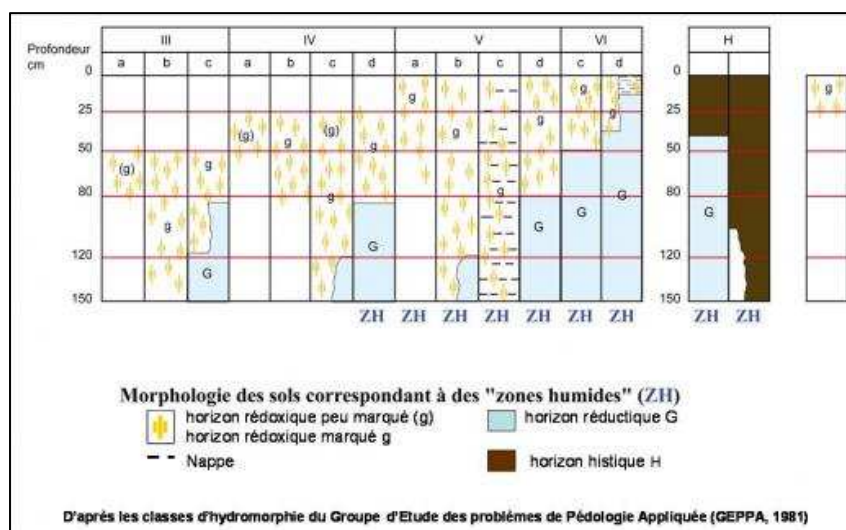 III IV V VI H
Profondeur
cm
a b c a b c d a b c d c d
0 0
25 25
50 50
80 80
120 120
150 150
g g g g
(g) (g) g (g) g g g
(g) g g
g g g G
g G G G
G G
ZH ZH ZH ZH ZH ZH ZH ZH ZH
Morphologie des sols correspondant à des "zones humides" (ZH)
horizon rédoxique peu marqué (g) horizon réductique G
horizon rédoxique marqué g
Nappe horizon histique H
D'après les classes d'hydromorphie du Groupe d'Etude des problémes de Pédologie Appliquée (GEPPA, 1981)